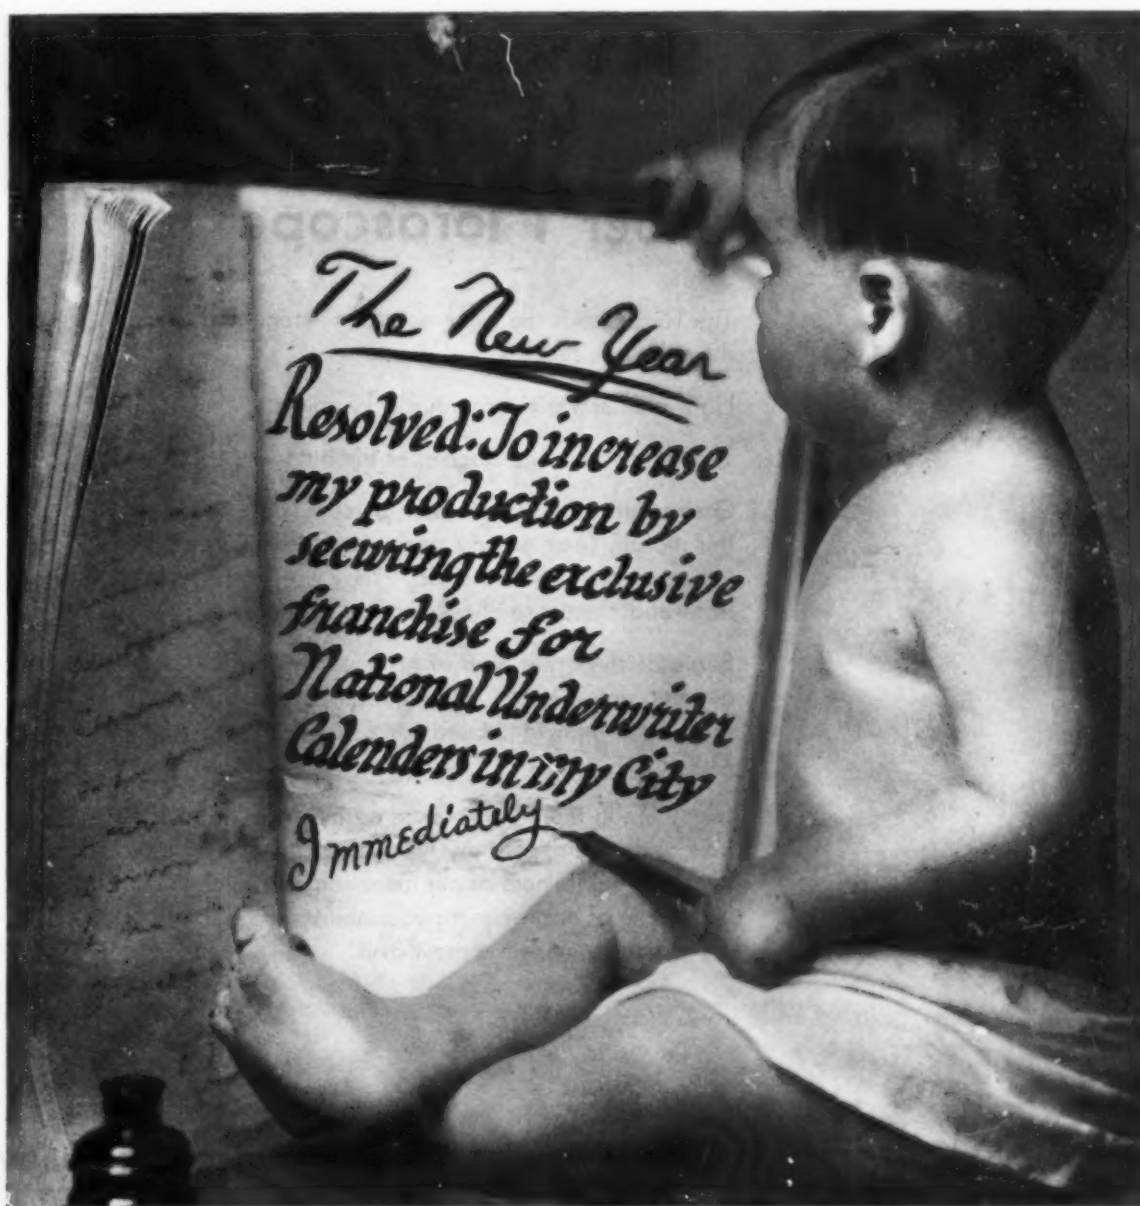 The New Year
Resolved: To increase
my production by
securing the exclusive
franchise for
National Underwriter
Calenders in my City
Immediately